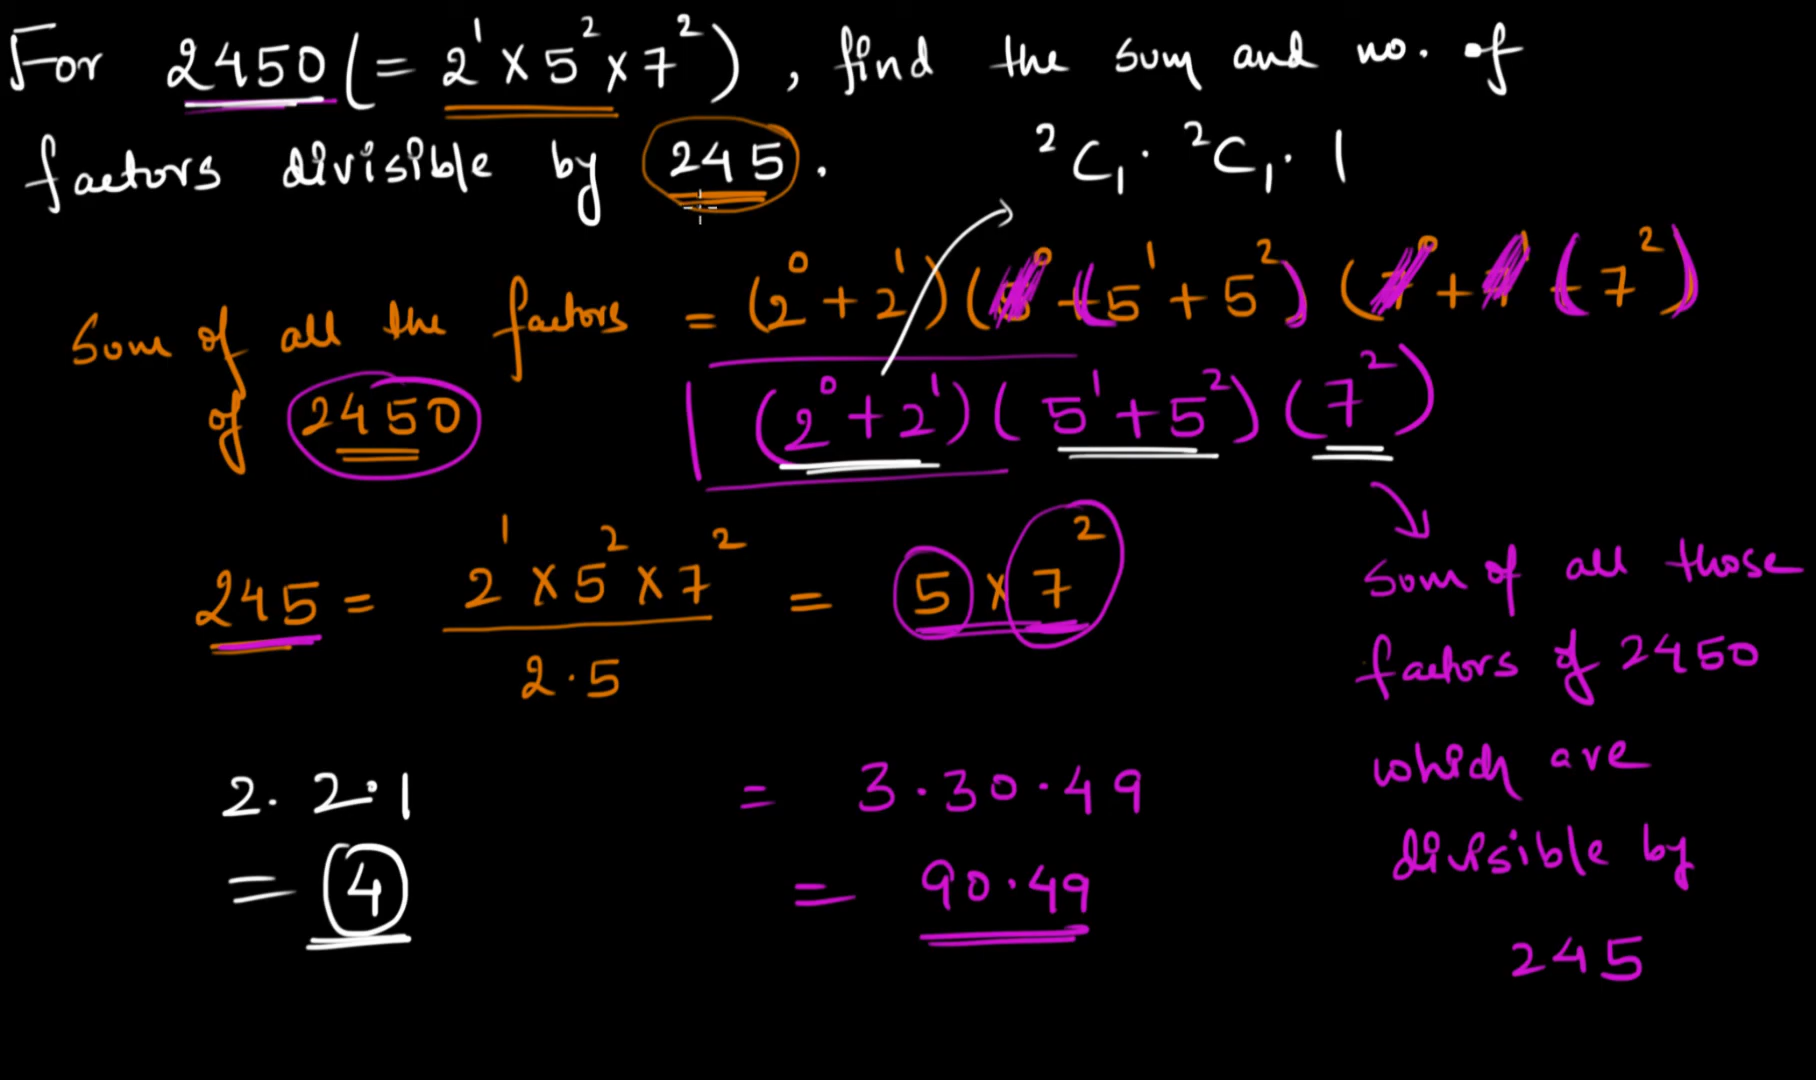 For 2450 (= 2¹ × 5² × 7²), find the sum and no. of
factors divisible by 245.
²C₁ · ²C₁ · 1
Sum of all the factors = (2⁰ + 2¹) (5⁰ + (5¹ + 5²) (7⁰ + 7¹ + (7²)
of 2450
(2⁰ + 2¹) (5¹ + 5²) (7²)
245 = 2¹ × 5² × 7² / 2·5 = 5 × 7²
Sum of all those
factors of 2450
which are
divisible by
245
2·2·1
= 4
= 3·30·49
= 90·49